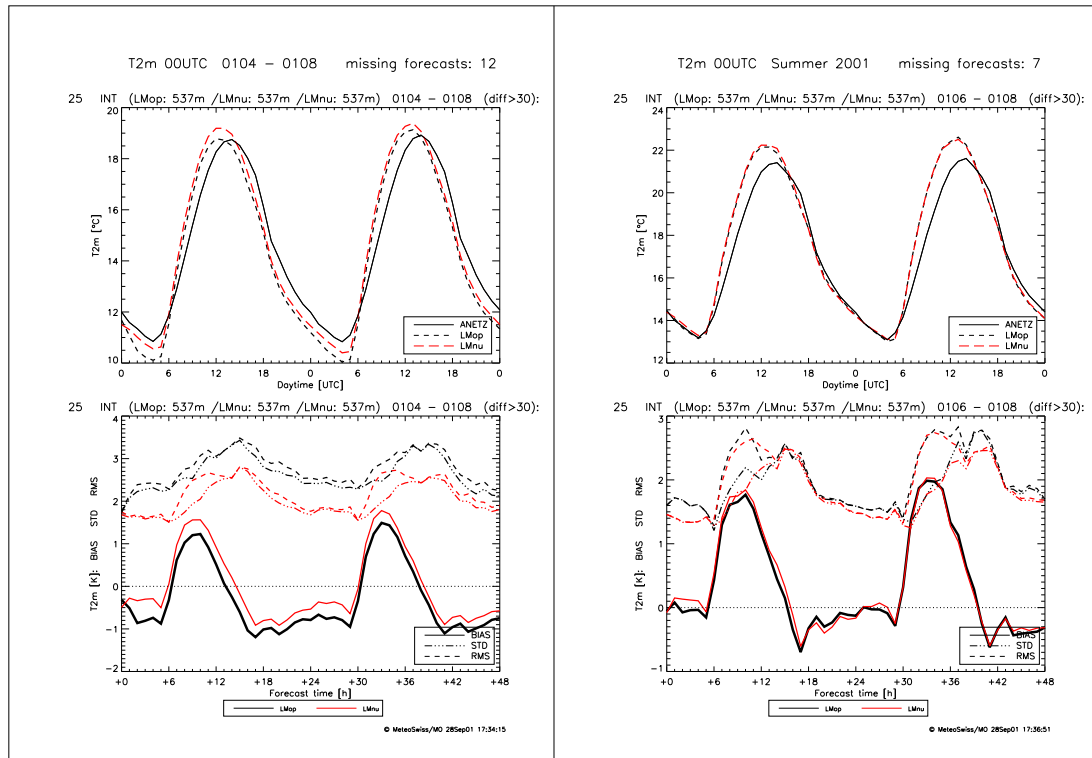 T2m 00UTC 0104 – 0108 missing forecasts: 12
25 INT (LMop: 537m /LMnu: 537m /LMnu: 537m) 0104 – 0108 (diff>30):
20
18
16
14
12
10
T2m [°C]
ANETZ
LMop
LMnu
0 6 12 18 0 6 12 18 0
Daytime [UTC]
25 INT (LMop: 537m /LMnu: 537m /LMnu: 537m) 0104 – 0108 (diff>30):
4
3
2
1
0
−1
−2
T2m [K]: BIAS STD RMS
BIAS
STD
RMS
+0 +6 +12 +18 +24 +30 +36 +42 +48
Forecast time [h]
LMop LMnu
© MeteoSwiss/MO 28Sep01 17:34:15
T2m 00UTC Summer 2001 missing forecasts: 7
25 INT (LMop: 537m /LMnu: 537m /LMnu: 537m) 0106 – 0108 (diff>30):
24
22
20
18
16
14
12
T2m [°C]
ANETZ
LMop
LMnu
0 6 12 18 0 6 12 18 0
Daytime [UTC]
25 INT (LMop: 537m /LMnu: 537m /LMnu: 537m) 0106 – 0108 (diff>30):
3
2
1
0
−1
T2m [K]: BIAS STD RMS
BIAS
STD
RMS
+0 +6 +12 +18 +24 +30 +36 +42 +48
Forecast time [h]
LMop LMnu
© MeteoSwiss/MO 28Sep01 17:36:51